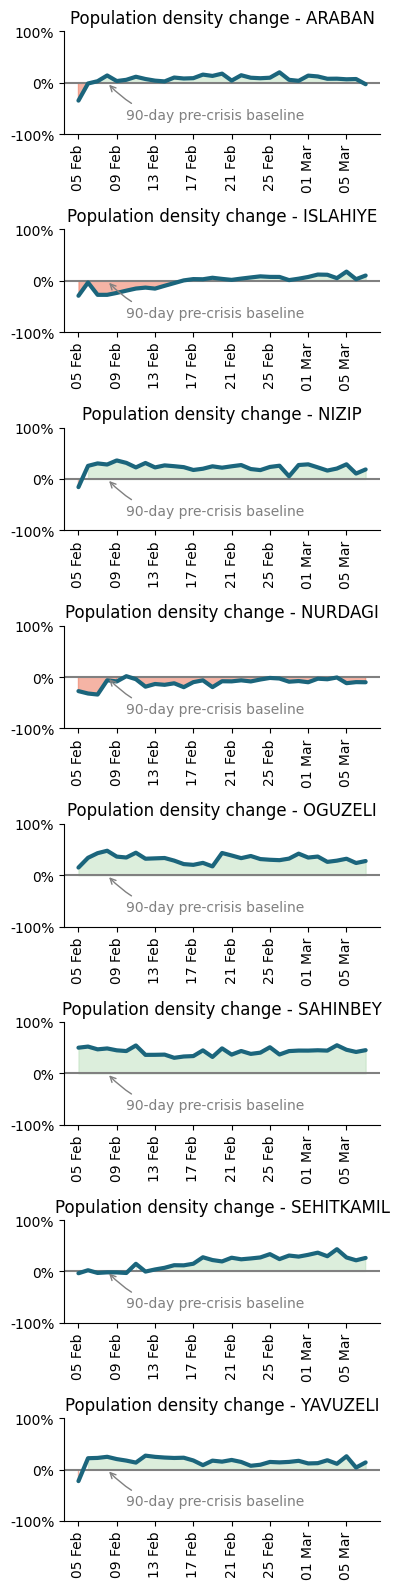 Population density change - ARABAN
100%
0%
-100%
90-day pre-crisis baseline
05 Feb
09 Feb
13 Feb
17 Feb
21 Feb
25 Feb
01 Mar
05 Mar
Population density change - ISLAHIYE
100%
0%
-100%
90-day pre-crisis baseline
05 Feb
09 Feb
13 Feb
17 Feb
21 Feb
25 Feb
01 Mar
05 Mar
Population density change - NIZIP
100%
0%
-100%
90-day pre-crisis baseline
05 Feb
09 Feb
13 Feb
17 Feb
21 Feb
25 Feb
01 Mar
05 Mar
Population density change - NURDAGI
100%
0%
-100%
90-day pre-crisis baseline
05 Feb
09 Feb
13 Feb
17 Feb
21 Feb
25 Feb
01 Mar
05 Mar
Population density change - OGUZELI
100%
0%
-100%
90-day pre-crisis baseline
05 Feb
09 Feb
13 Feb
17 Feb
21 Feb
25 Feb
01 Mar
05 Mar
Population density change - SAHINBEY
100%
0%
-100%
90-day pre-crisis baseline
05 Feb
09 Feb
13 Feb
17 Feb
21 Feb
25 Feb
01 Mar
05 Mar
Population density change - SEHITKAMIL
100%
0%
-100%
90-day pre-crisis baseline
05 Feb
09 Feb
13 Feb
17 Feb
21 Feb
25 Feb
01 Mar
05 Mar
Population density change - YAVUZELI
100%
0%
-100%
90-day pre-crisis baseline
05 Feb
09 Feb
13 Feb
17 Feb
21 Feb
25 Feb
01 Mar
05 Mar